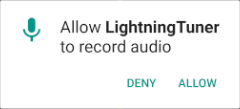 Allow LightningTuner
to record audio
DENY ALLOW